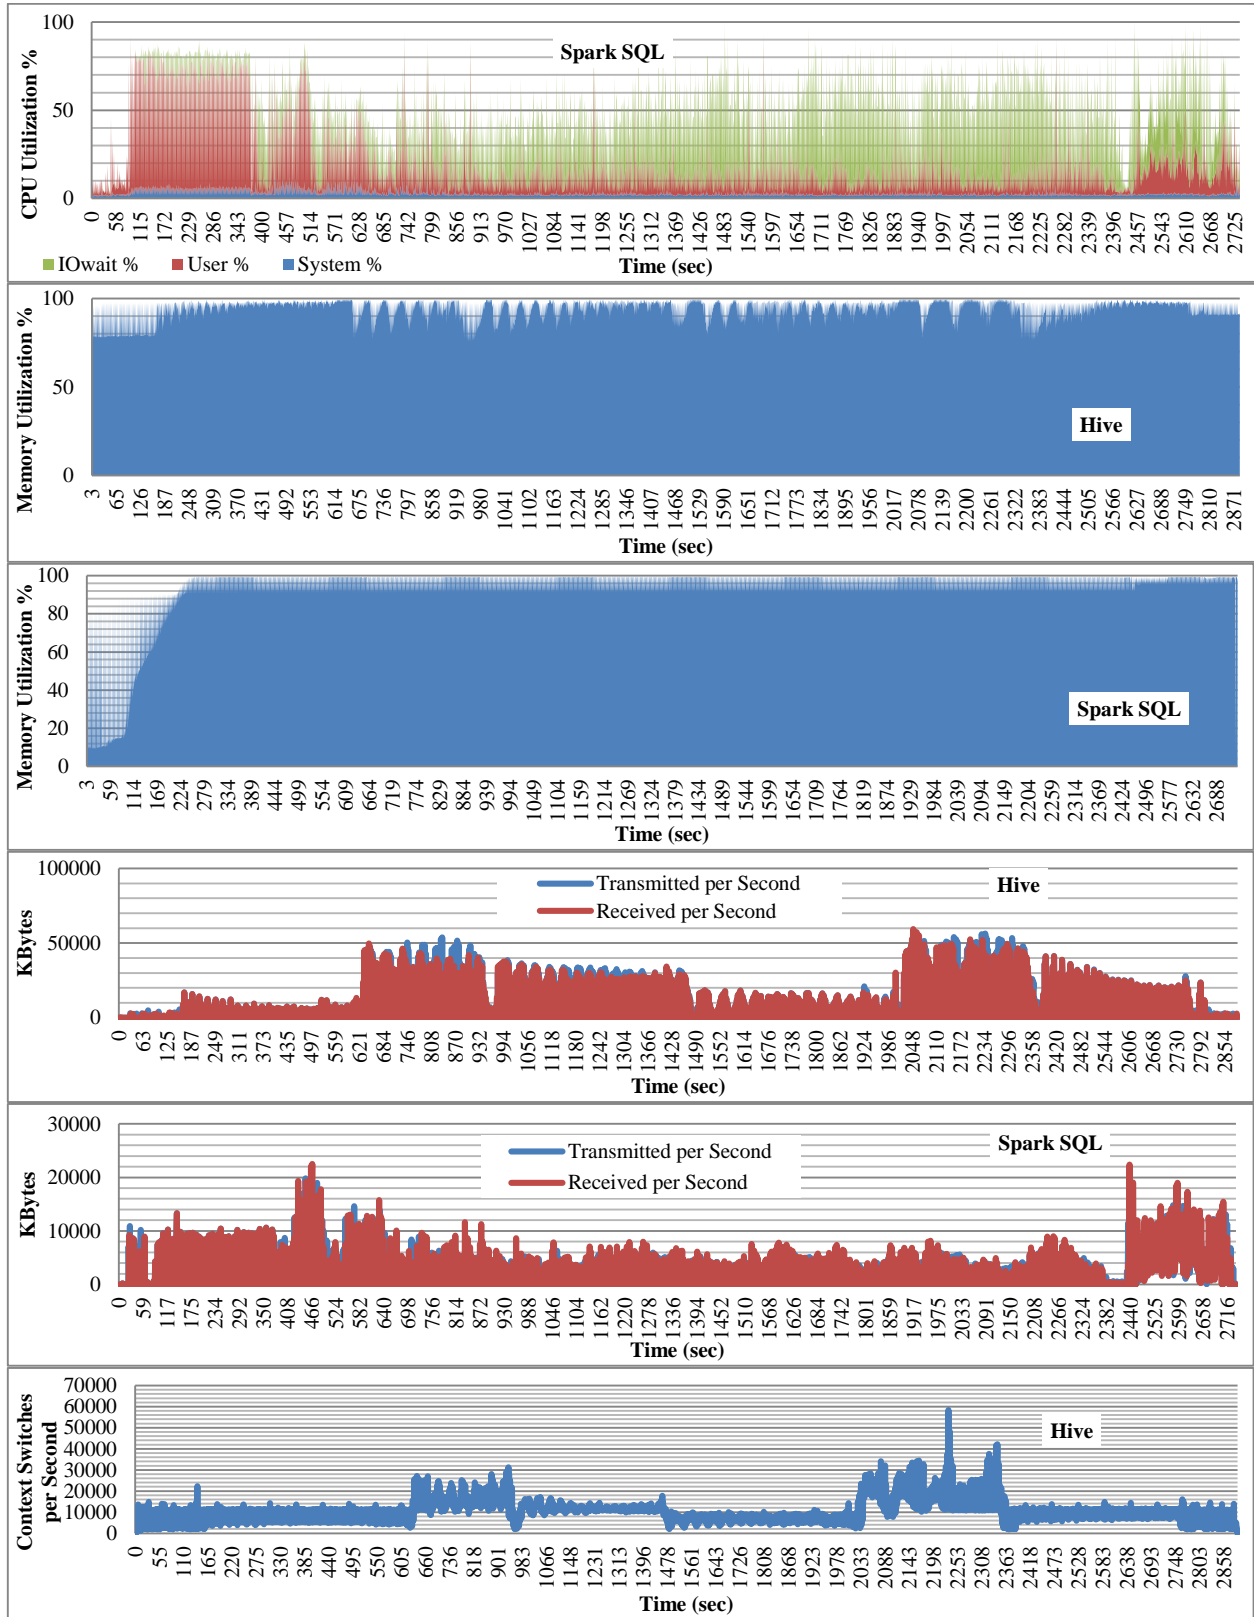 100
50
0
CPU Utilization %
Spark SQL
0 58 115 172 229 286 343 400 457 514 571 628 685 742 799 856 913 970 1027 1084 1141 1198 1255 1312 1369 1426 1483 1540 1597 1654 1711 1769 1826 1883 1940 1997 2054 2111 2168 2225 2282 2339 2396 2457 2543 2610 2668 2725
IOwait % User % System % Time (sec)
100
50
0
Memory Utilization %
Hive
3 65 126 187 248 309 370 431 492 553 614 675 736 797 858 919 980 1041 1102 1163 1224 1285 1346 1407 1468 1529 1590 1651 1712 1773 1834 1895 1956 2017 2078 2139 2200 2261 2322 2383 2444 2505 2566 2627 2688 2749 2810 2871
Time (sec)
100
80
60
40
20
0
Memory Utilization %
Spark SQL
3 59 114 169 224 279 334 389 444 499 554 609 664 719 774 829 884 939 994 1049 1104 1159 1214 1269 1324 1379 1434 1489 1544 1599 1654 1709 1764 1819 1874 1929 1984 2039 2094 2149 2204 2259 2314 2369 2424 2496 2577 2632 2688
Time (sec)
100000
50000
0
KBytes
Transmitted per Second
Received per Second
Hive
0 63 125 187 249 311 373 435 497 559 621 684 746 808 870 932 994 1056 1118 1180 1242 1304 1366 1428 1490 1552 1614 1676 1738 1800 1862 1924 1986 2048 2110 2172 2234 2296 2358 2420 2482 2544 2606 2668 2730 2792 2854
Time (sec)
30000
20000
10000
0
KBytes
Transmitted per Second
Received per Second
Spark SQL
0 59 117 175 234 292 350 408 466 524 582 640 698 756 814 872 930 988 1046 1104 1162 1220 1278 1336 1394 1452 1510 1568 1626 1684 1742 1801 1859 1917 1975 2033 2091 2150 2208 2266 2324 2382 2440 2525 2599 2658 2716
Time (sec)
70000
60000
50000
40000
30000
20000
10000
0
Context Switches
per Second
Hive
0 55 110 165 220 275 330 385 440 495 550 605 660 736 819 901 983 1066 1148 1231 1313 1396 1478 1561 1643 1726 1808 1868 1923 1978 2033 2088 2143 2198 2253 2308 2363 2418 2473 2528 2583 2638 2693 2748 2803 2858
Time (sec)